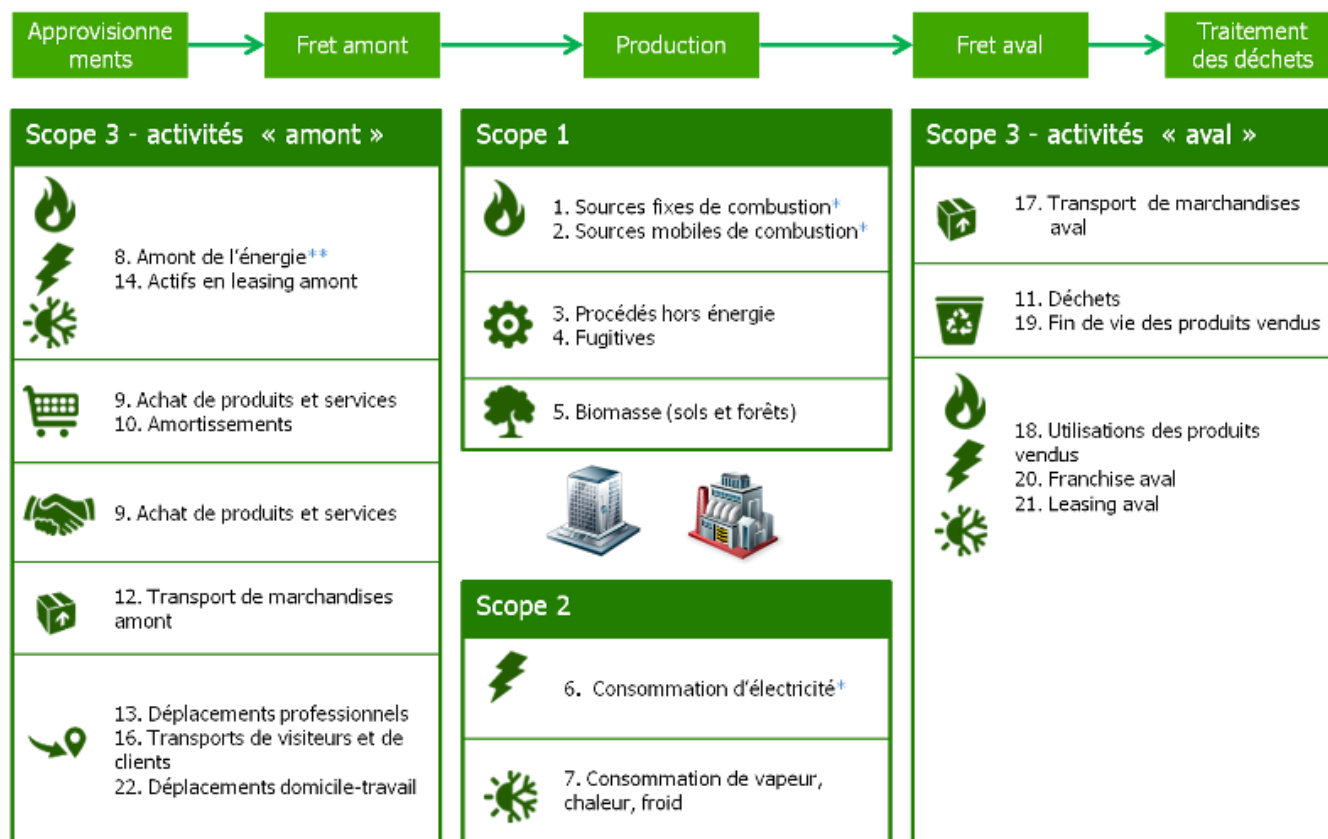 Approvisionne
ments
Fret amont
Production
Fret aval
Traitement
des déchets
Scope 3 - activités « amont »
8. Amont de l'énergie**
14. Actifs en leasing amont
9. Achat de produits et services
10. Amortissements
9. Achat de produits et services
12. Transport de marchandises
amont
13. Déplacements professionnels
16. Transports de visiteurs et de
clients
22. Déplacements domicile-travail
Scope 1
1. Sources fixes de combustion*
2. Sources mobiles de combustion*
3. Procédés hors énergie
4. Fugitives
5. Biomasse (sols et forêts)
Scope 2
6. Consommation d'électricité*
7. Consommation de vapeur,
chaleur, froid
Scope 3 - activités « aval »
17. Transport de marchandises
aval
11. Déchets
19. Fin de vie des produits vendus
18. Utilisations des produits
vendus
20. Franchise aval
21. Leasing aval